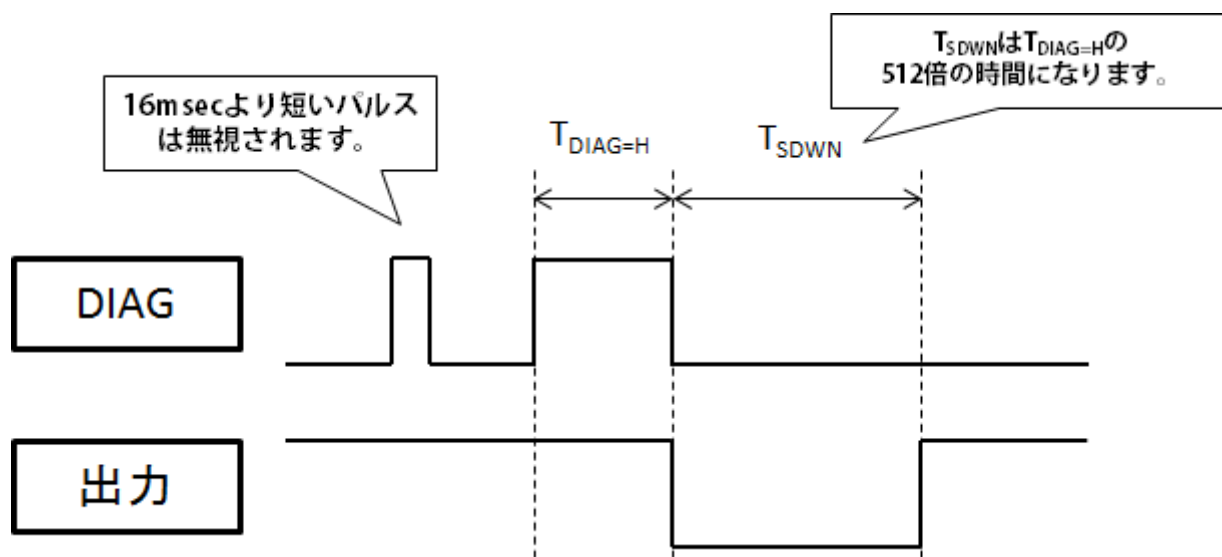 TSDWNはTDIAG=Hの
512倍の時間になります。
16msecより短いパルス
は無視されます。
TDIAG=H
TSDWN
DIAG
出力